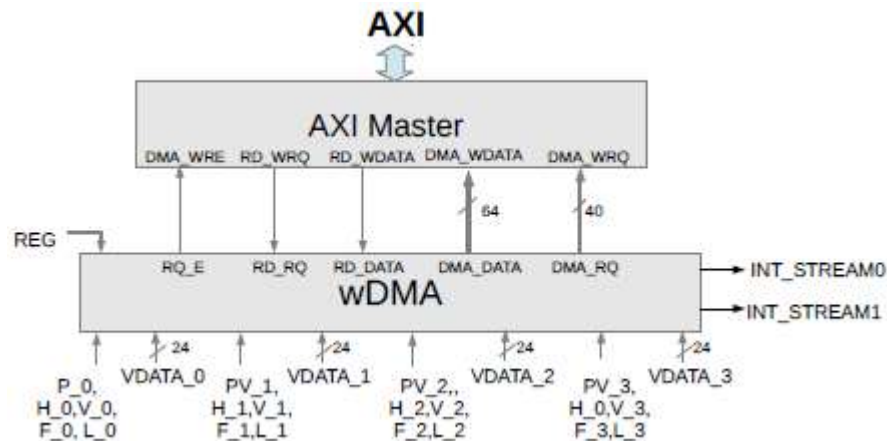 AXI
AXI Master
DMA_WRE RD_WRQ RD_WDATA DMA_WDATA DMA_WRQ
64 40
REG
RQ_E RD_RQ RD_DATA DMA_DATA DMA_RQ
wDMA
INT_STREAM0
INT_STREAM1
24 24 24 24
VDATA_0 VDATA_1 VDATA_2 VDATA_3
P_0, PV_1, PV_2,, PV_3,
H_0,V_0, H_1,V_1, H_2,V_2, H_0,V_3,
F_0, L_0 F_1,L_1 F_2,L_2 F_3,L_3